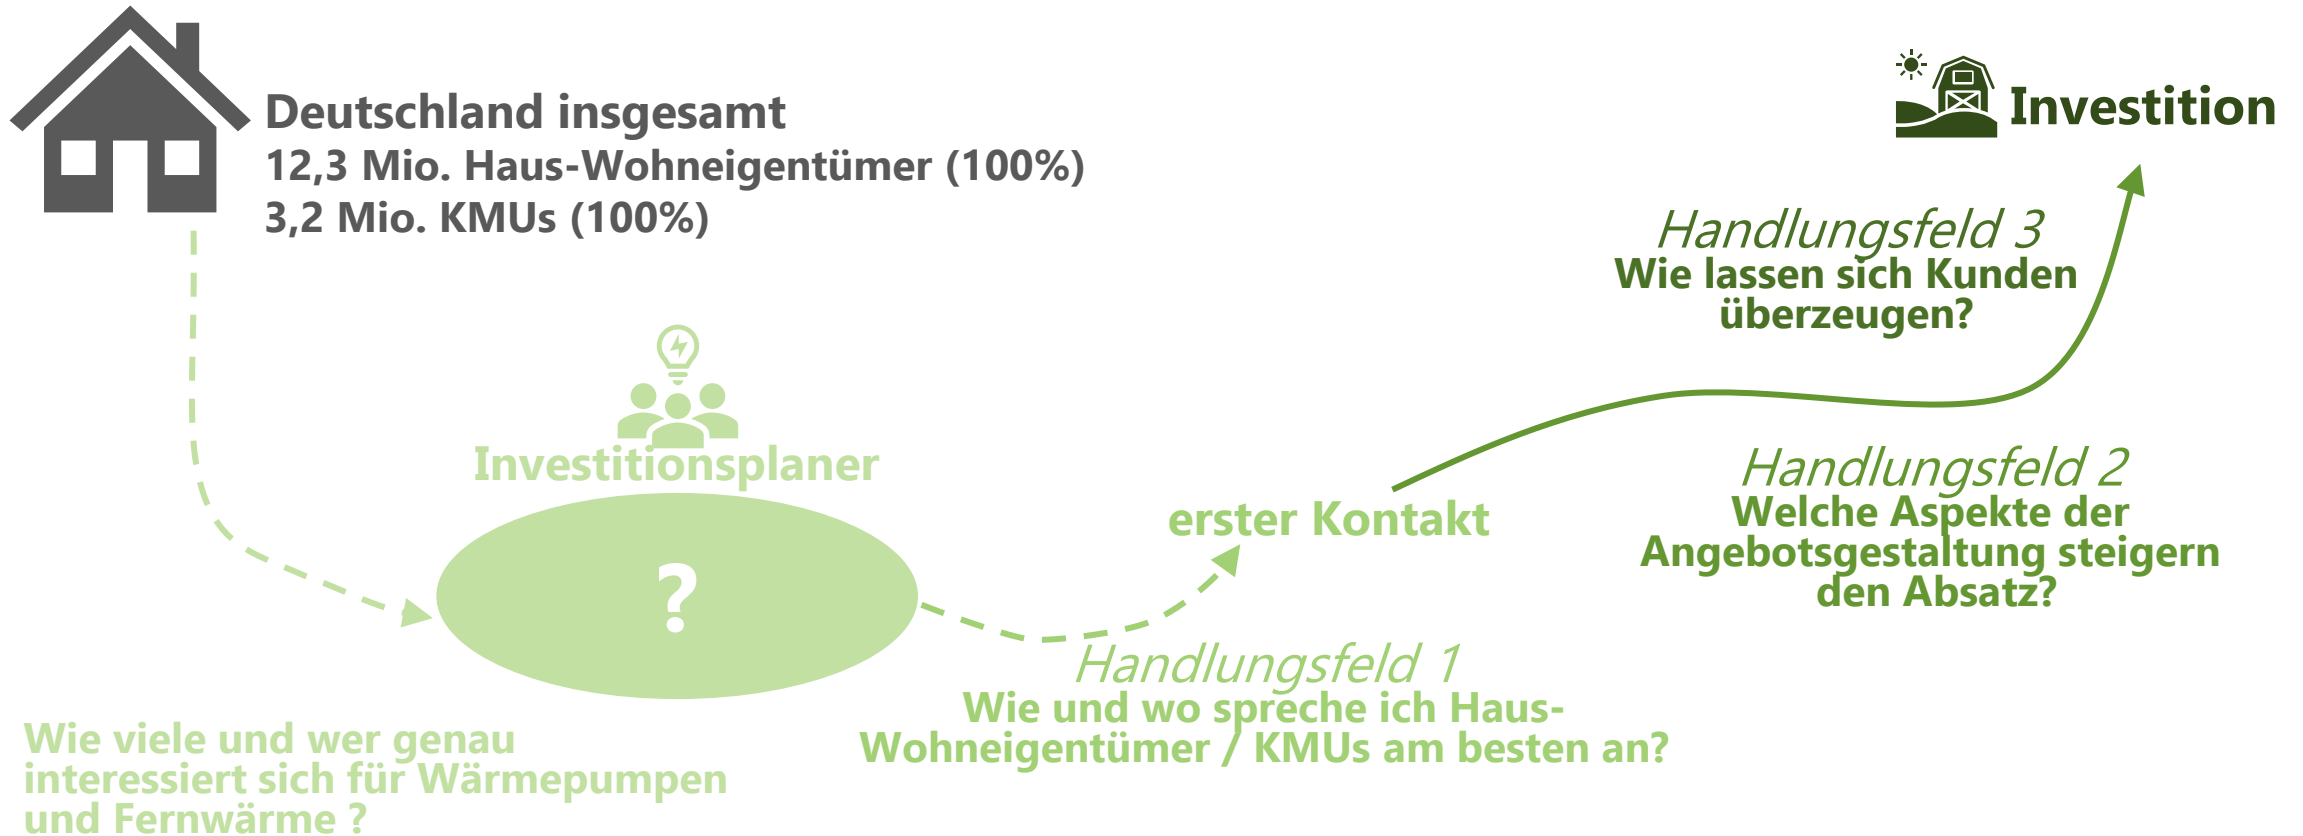 Deutschland insgesamt
12,3 Mio. Haus-Wohneigentümer (100%)
3,2 Mio. KMUs (100%)
Investition
Handlungsfeld 3
Wie lassen sich Kunden
überzeugen?
Investitionsplaner
?
erster Kontakt
Handlungsfeld 2
Welche Aspekte der
Angebotsgestaltung steigern
den Absatz?
Handlungsfeld 1
Wie und wo spreche ich Haus-
Wohneigentümer / KMUs am besten an?
Wie viele und wer genau
interessiert sich für Wärmepumpen
und Fernwärme ?